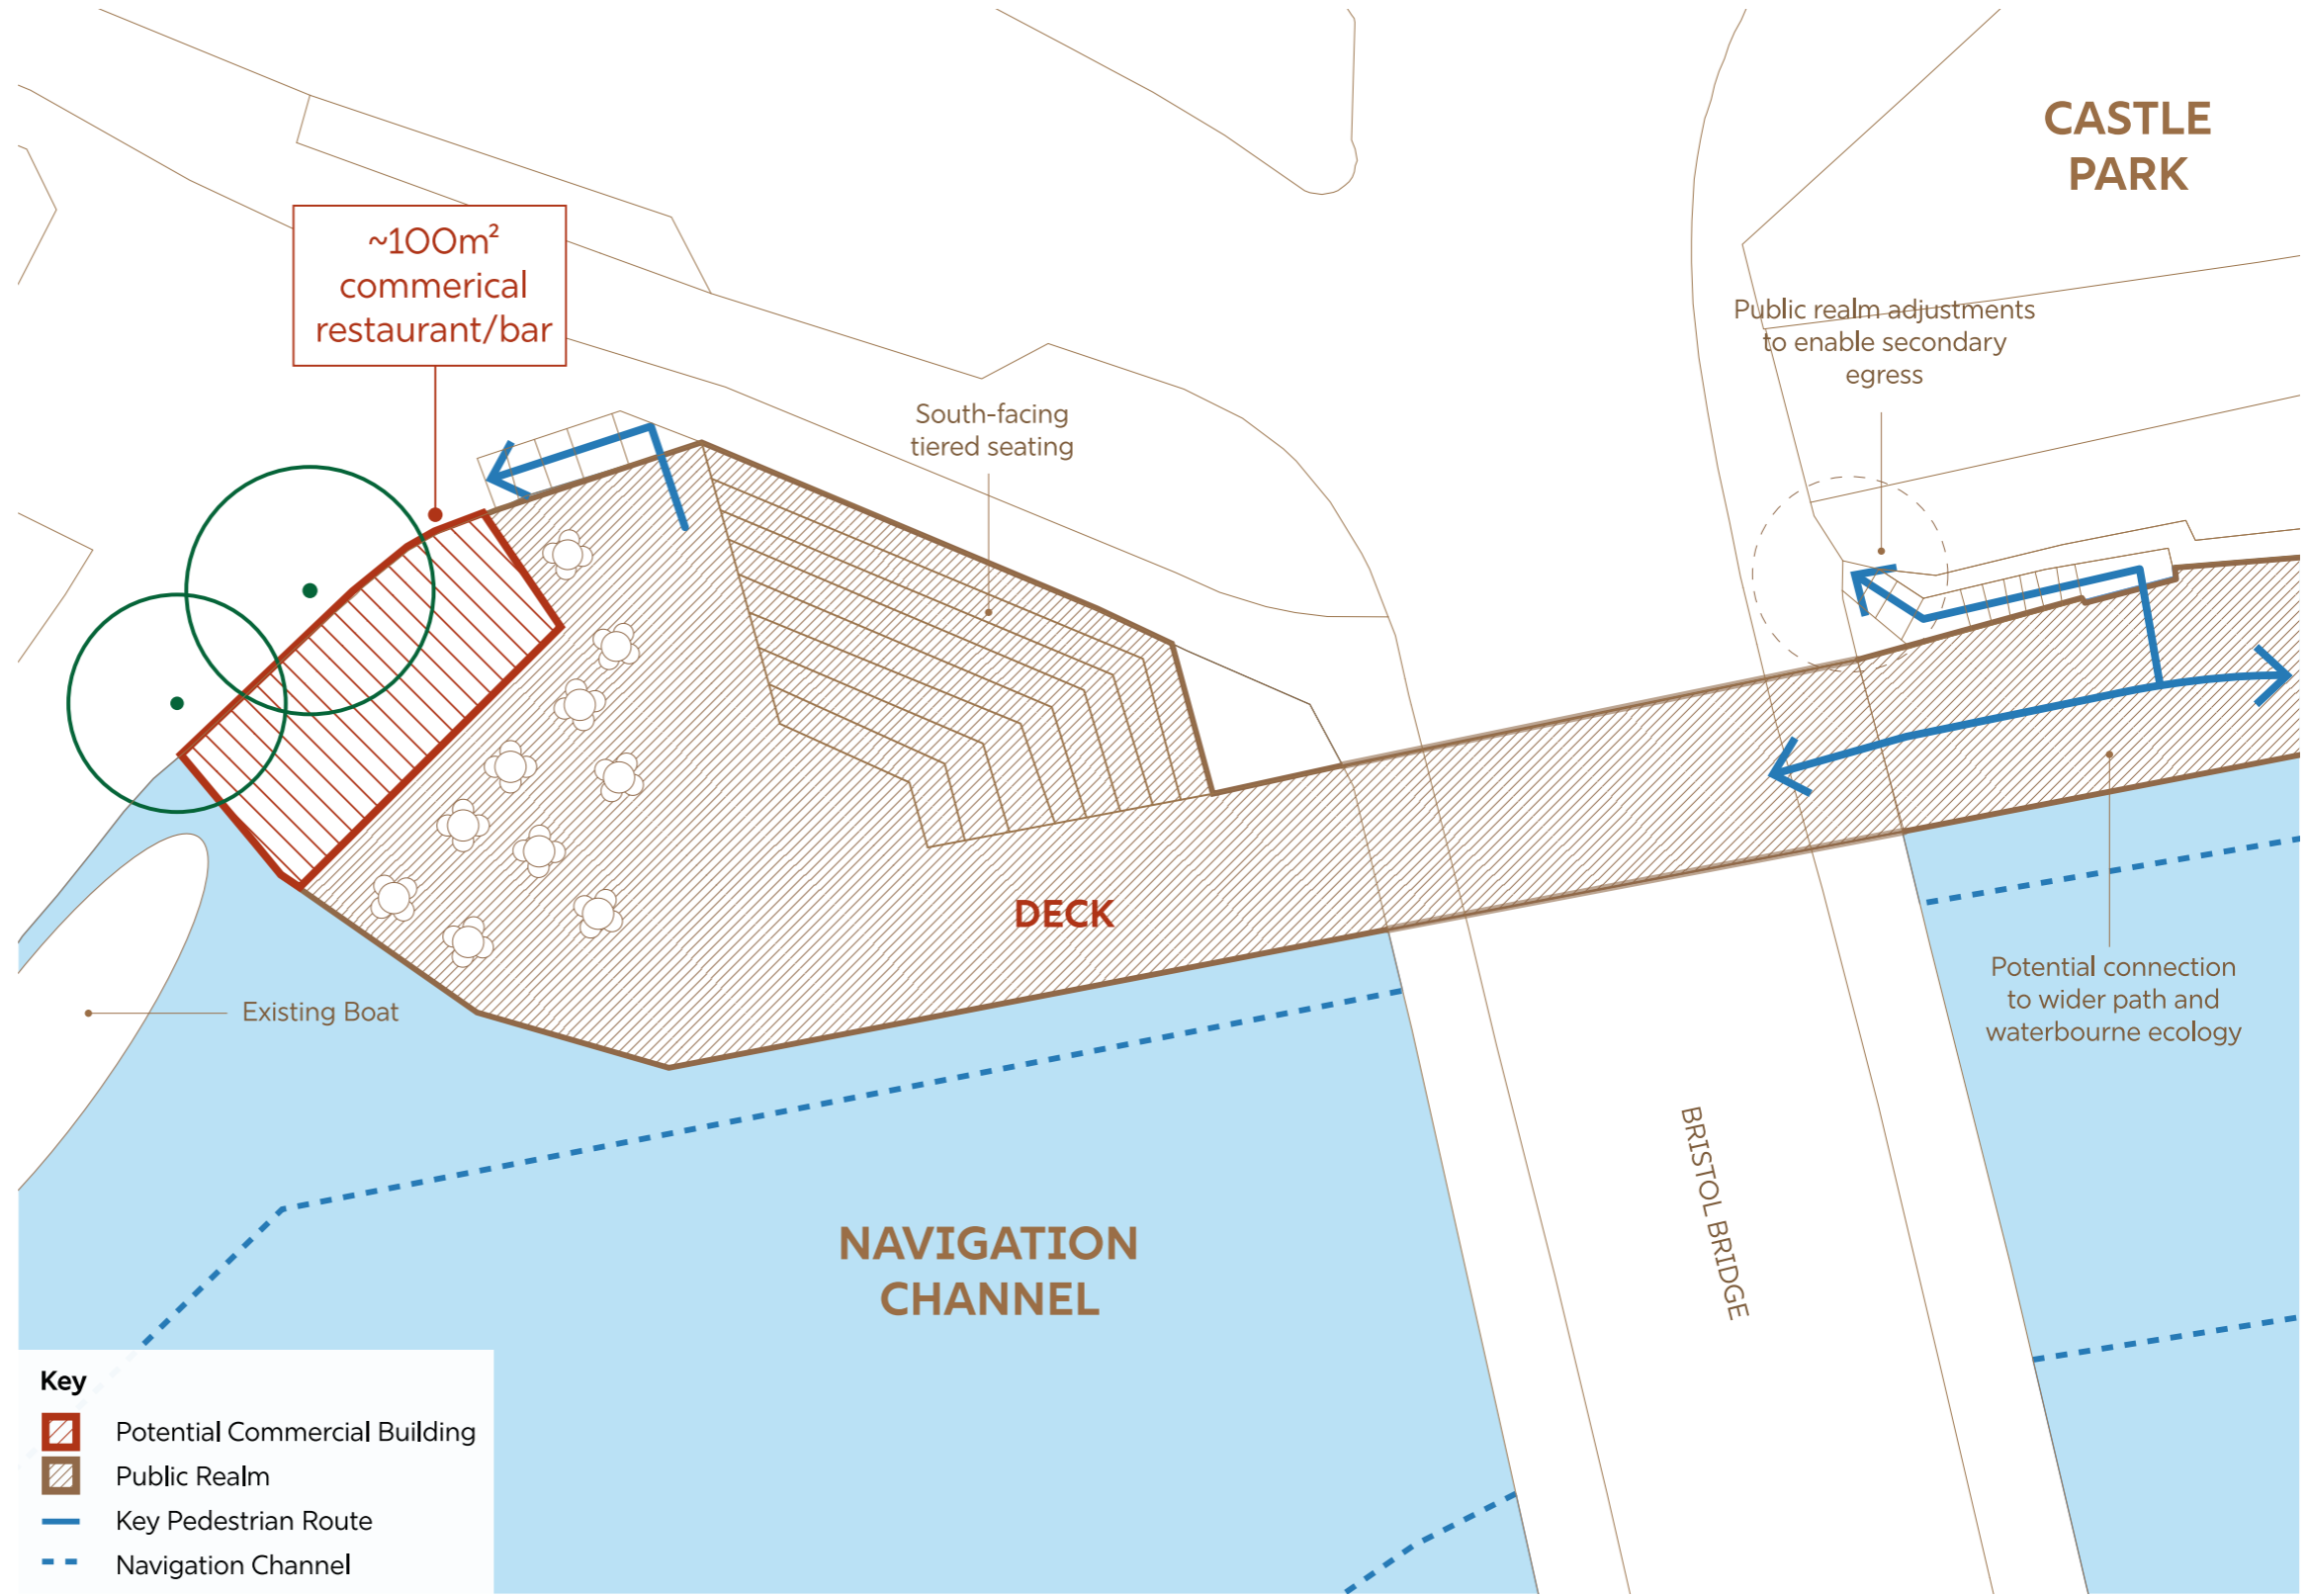 CASTLE
PARK
~100m²
commerical
restaurant/bar
Public realm adjustments
to enable secondary
egress
South-facing
tiered seating
DECK
Existing Boat
Potential connection
to wider path and
waterbourne ecology
BRISTOL BRIDGE
NAVIGATION
CHANNEL
Key
Potential Commercial Building
Public Realm
Key Pedestrian Route
Navigation Channel